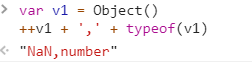 > var v1 = Object()
++v1 + ',' + typeof(v1)
"NaN,number"